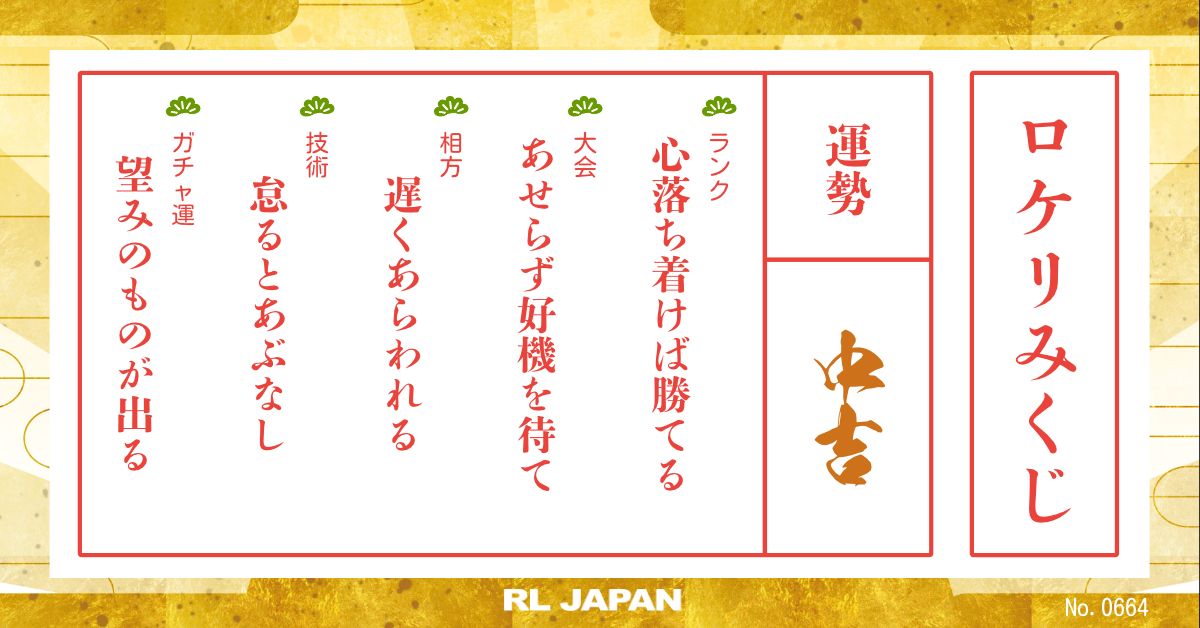 ロケリみくじ
運勢
中吉
ランク
心落ち着けば勝てる
大会
あせらず好機を待て
相方
遅くあらわれる
技術
怠るとあぶなし
ガチャ運
望みのものが出る
RL JAPAN
No. 0664